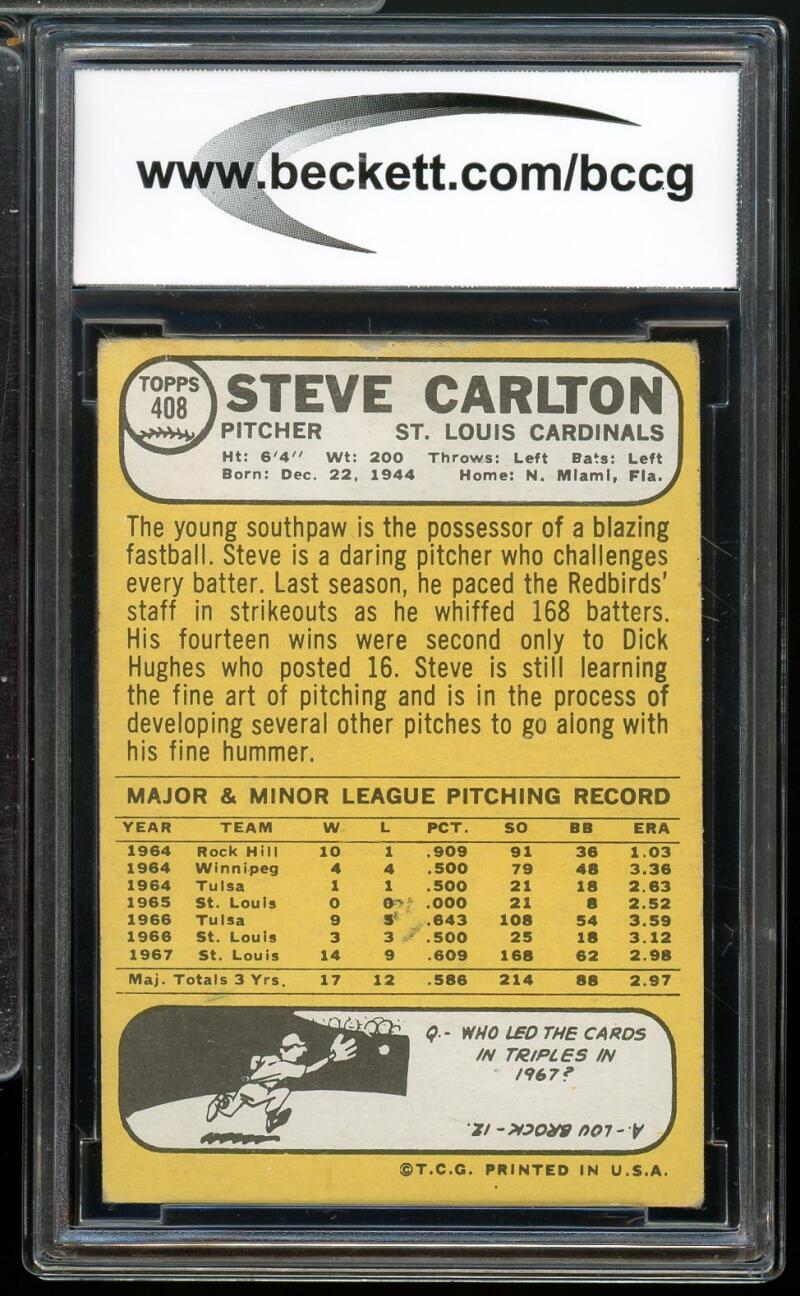 www.beckett.com/bccg
TOPPS
408
STEVE CARLTON
PITCHER ST. LOUIS CARDINALS
Ht: 6'4'' Wt: 200 Throws: Left Bats: Left
Born: Dec. 22, 1944 Home: N. Miami, Fla.
The young southpaw is the possessor of a blazing
fastball. Steve is a daring pitcher who challenges
every batter. Last season, he paced the Redbirds'
staff in strikeouts as he whiffed 168 batters.
His fourteen wins were second only to Dick
Hughes who posted 16. Steve is still learning
the fine art of pitching and is in the process of
developing several other pitches to go along with
his fine hummer.
MAJOR & MINOR LEAGUE PITCHING RECORD
YEAR TEAM W L PCT. SO BB ERA
1964 Rock Hill 10 1 .909 91 36 1.03
1964 Winnipeg 4 4 .500 79 48 3.36
1964 Tulsa 1 1 .500 21 18 2.63
1965 St. Louis 0 0 .000 21 8 2.52
1966 Tulsa 9 5 .643 108 54 3.59
1966 St. Louis 3 3 .500 25 18 3.12
1967 St. Louis 14 9 .609 168 62 2.98
Maj. Totals 3 Yrs. 17 12 .586 214 88 2.97
Q.- WHO LED THE CARDS
IN TRIPLES IN
1967?
A.- LOU BROCK - 12.
©T.C.G. PRINTED IN U.S.A.